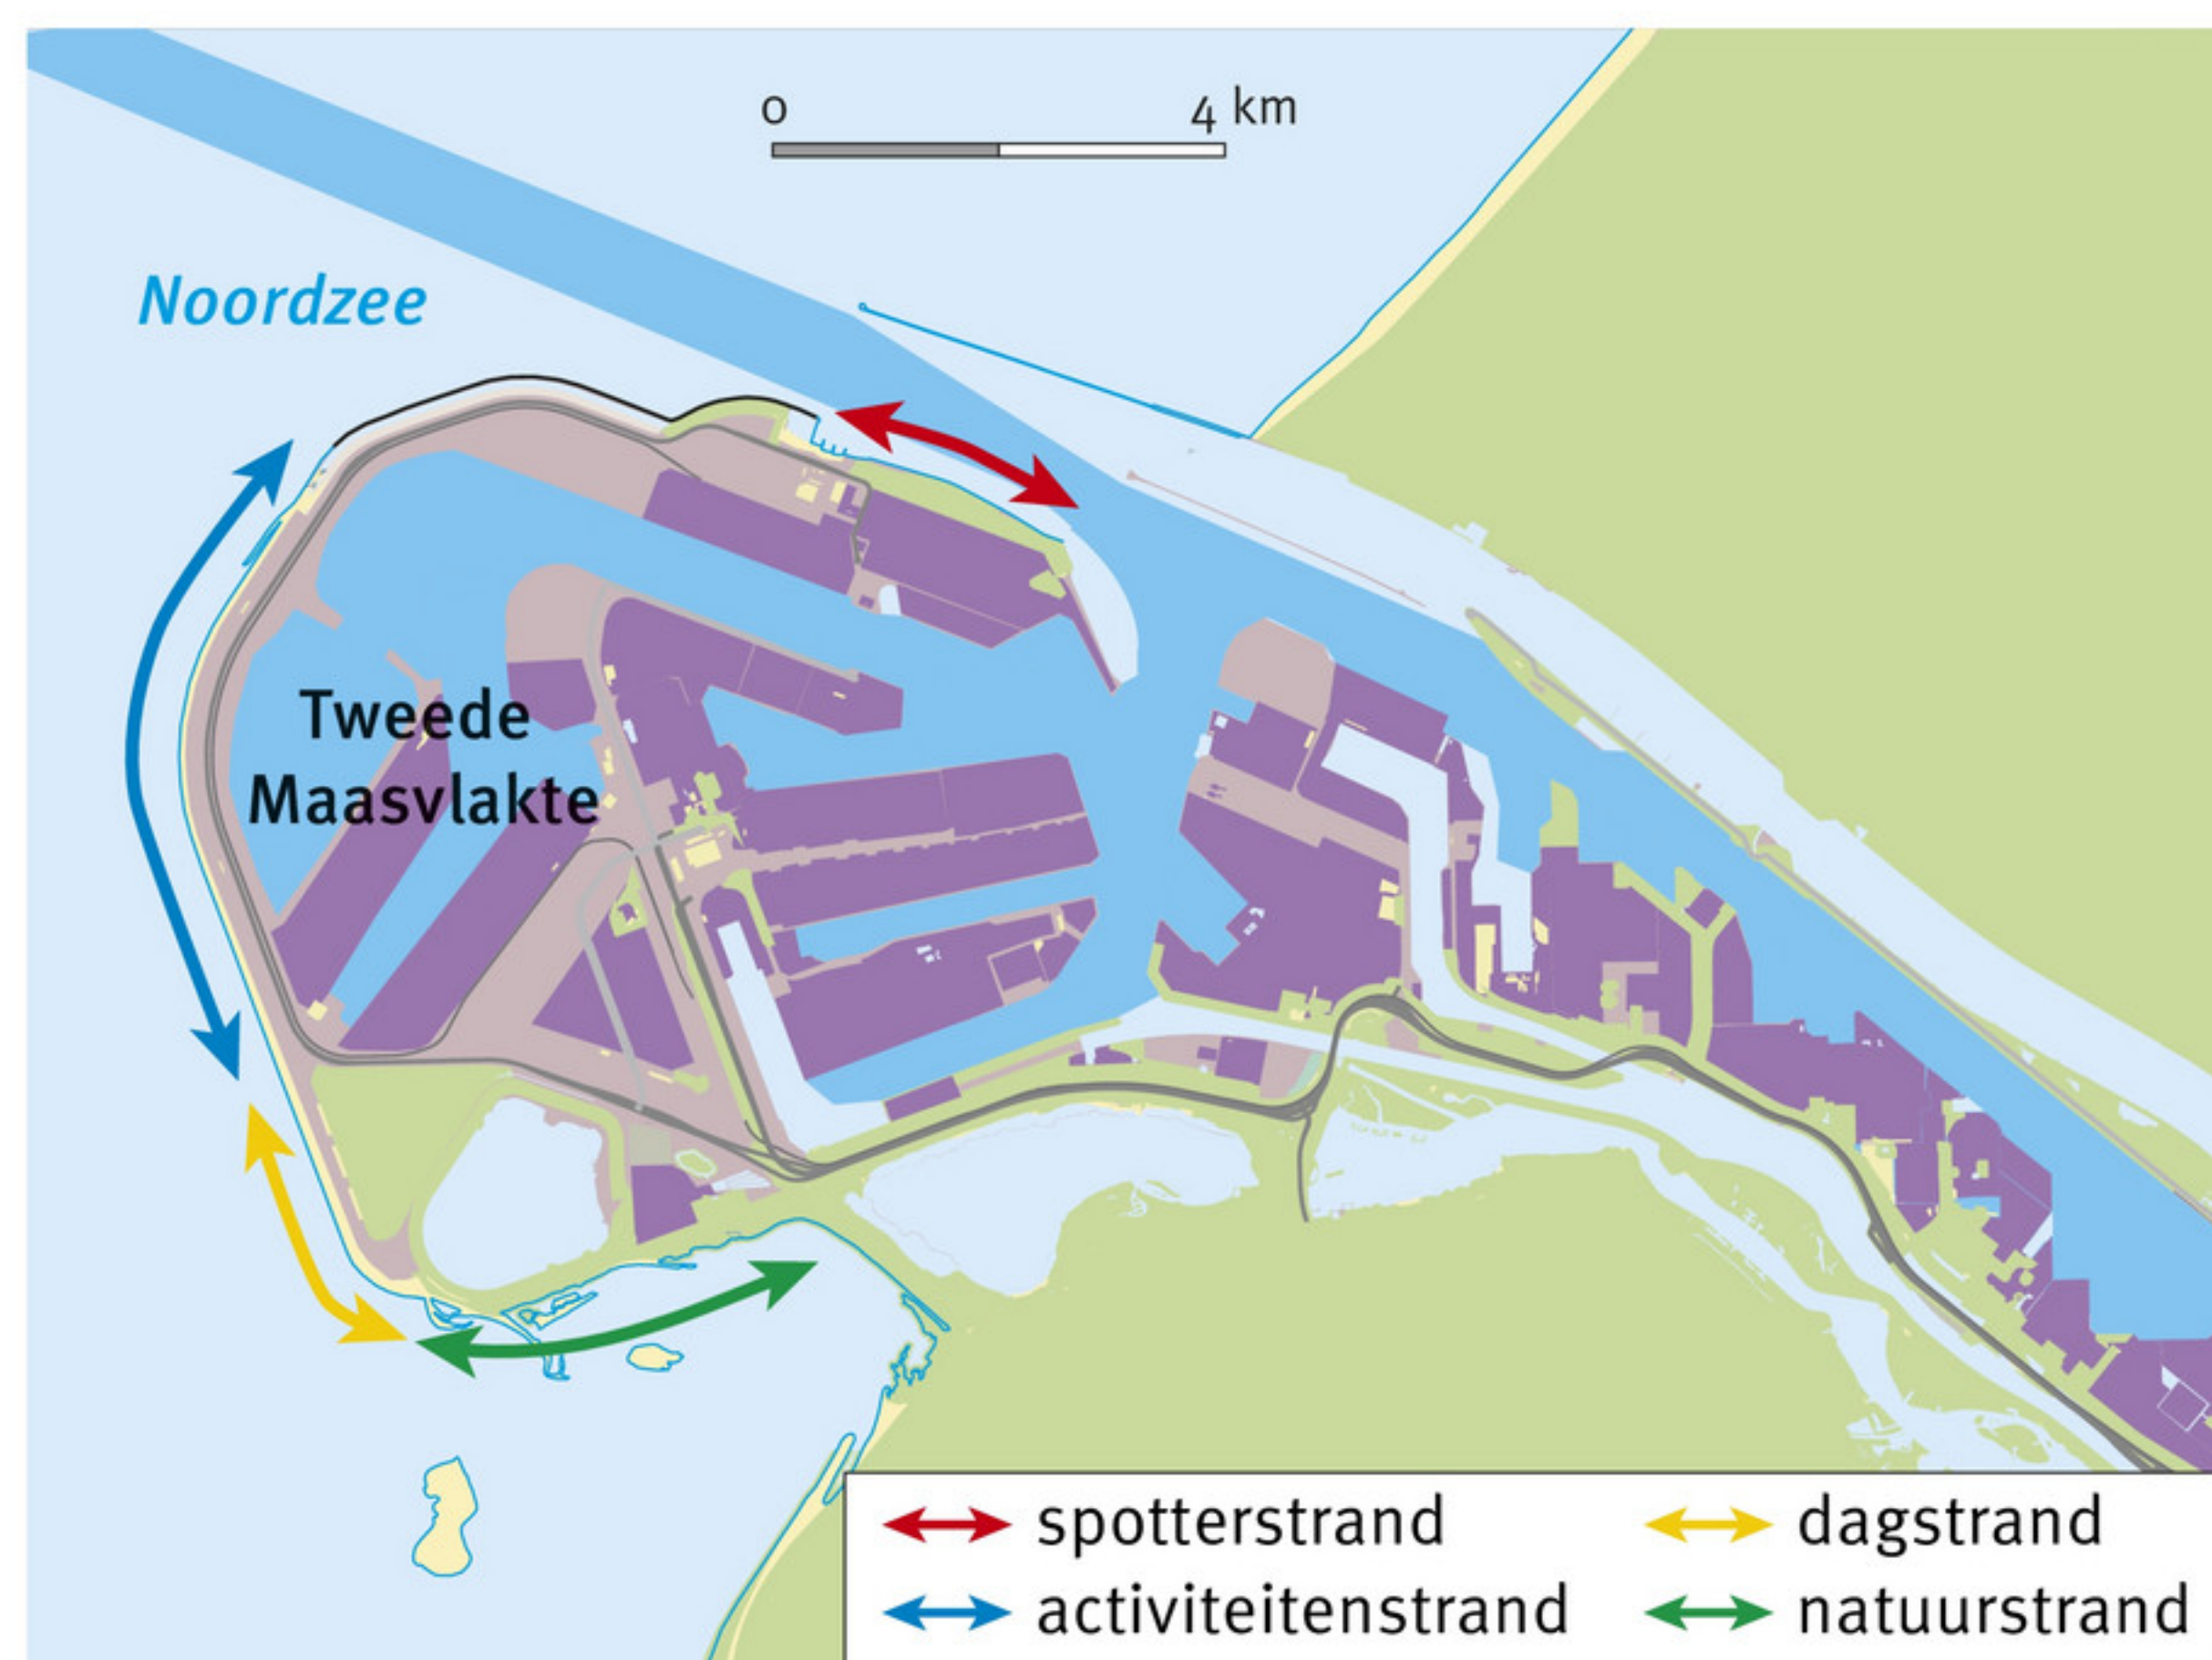 0 4 km
Noordzee
Tweede
Maasvlakte
spotterstrand
dagstrand
activiteitenstrand
natuurstrand